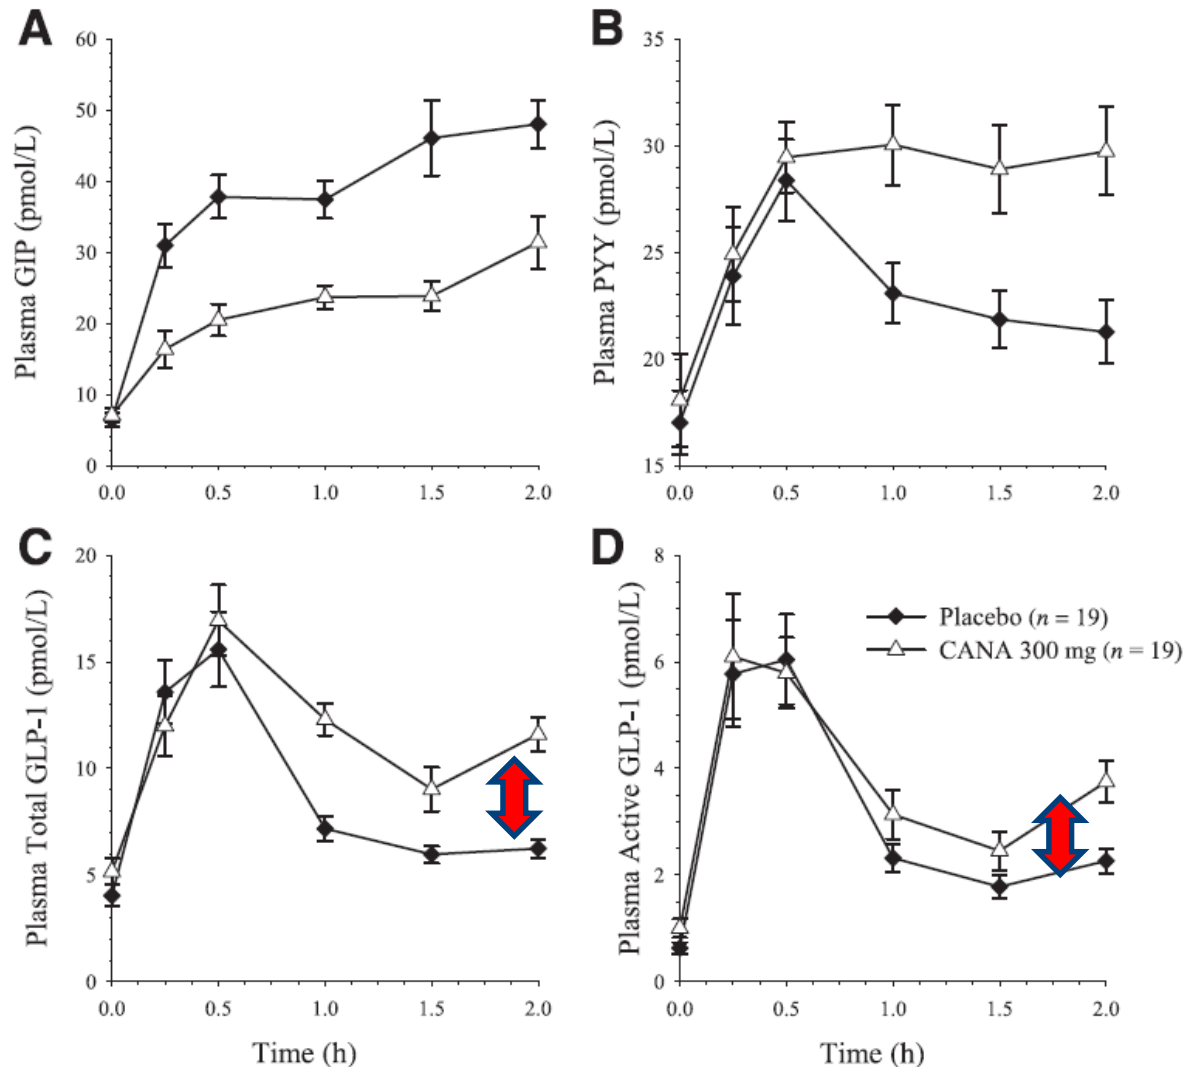 A
Plasma GIP (pmol/L)
60
50
40
30
20
10
0
0.0 0.5 1.0 1.5 2.0
B
Plasma PYY (pmol/L)
35
30
25
20
15
0.0 0.5 1.0 1.5 2.0
C
Plasma Total GLP-1 (pmol/L)
20
15
10
5
0
0.0 0.5 1.0 1.5 2.0
Time (h)
D
Plasma Active GLP-1 (pmol/L)
8
6
4
2
0
Placebo (n = 19)
CANA 300 mg (n = 19)
0.0 0.5 1.0 1.5 2.0
Time (h)